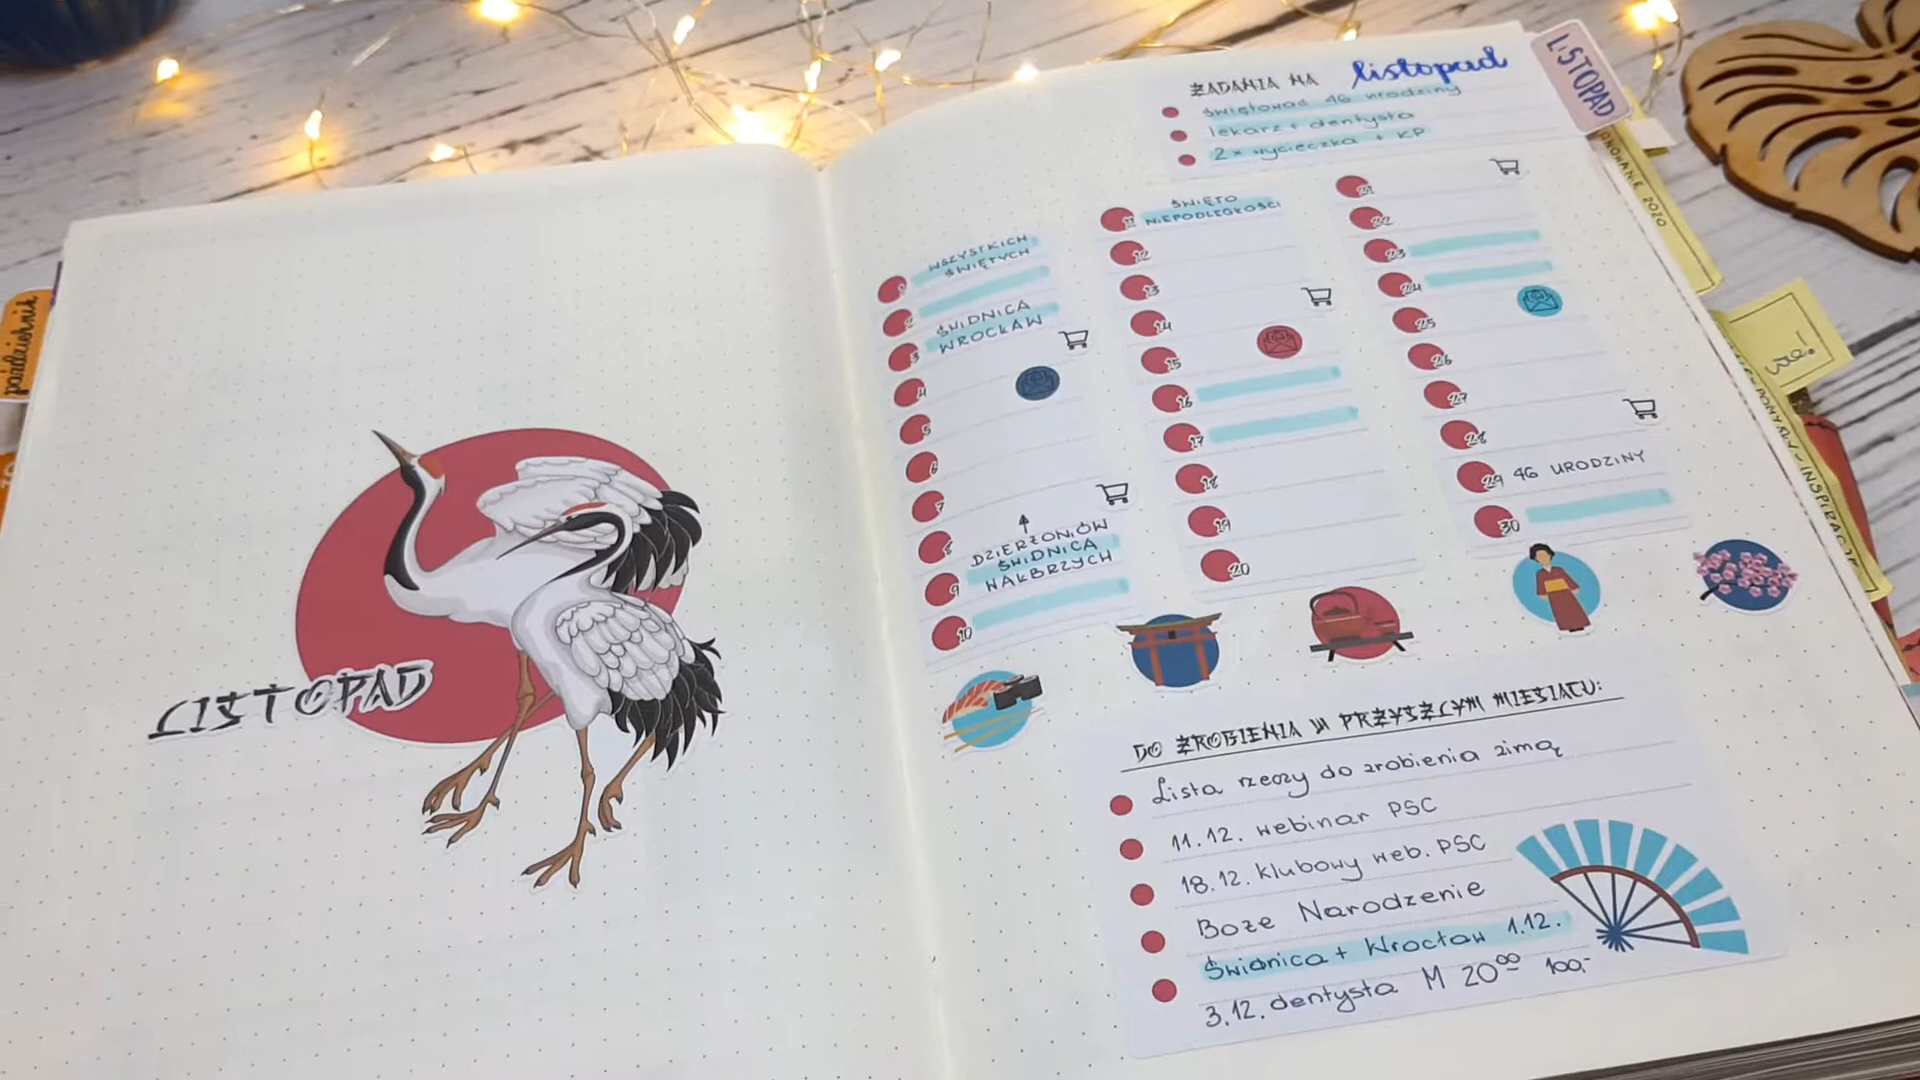 październik
LISTOPAD
ZADANIA NA listopad
świętować 46 urodziny
lekarz + dentysta
2x wycieczka + KP
1 WSZYSTKICH
ŚWIĘTYCH
2
3 ŚWIDNICA
WROCŁAW
4
5
6
7
8
DZIERŻONIÓW
9 ŚWIDNICA
WAŁBRZYCH
10
11 ŚWIĘTO
NIEPODLEGŁOŚCI
12
13
14
15
16
17
18
19
20
21
22
23
24
25
26
27
28
29 46 URODZINY
30
DO ZROBIENIA W PRZYSZŁYM MIESIĄCU:
Lista rzeczy do zrobienia zimą
11.12. webinar PSC
18.12. klubowy web. PSC
Boże Narodzenie
Świdnica + Wrocław 1.12.
3.12. dentysta M 20⁰⁰ 100,-
LISTOPAD
2020
INSPIRACJE